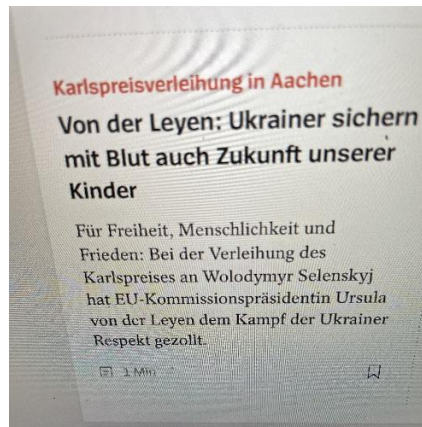 Karlspreisverleihung in Aachen
Von der Leyen: Ukrainer sichern
mit Blut auch Zukunft unserer
Kinder
Für Freiheit, Menschlichkeit und
Frieden: Bei der Verleihung des
Karlspreises an Wolodymyr Selenskyj
hat EU-Kommissionspräsidentin Ursula
von der Leyen dem Kampf der Ukrainer
Respekt gezollt.
1 Min